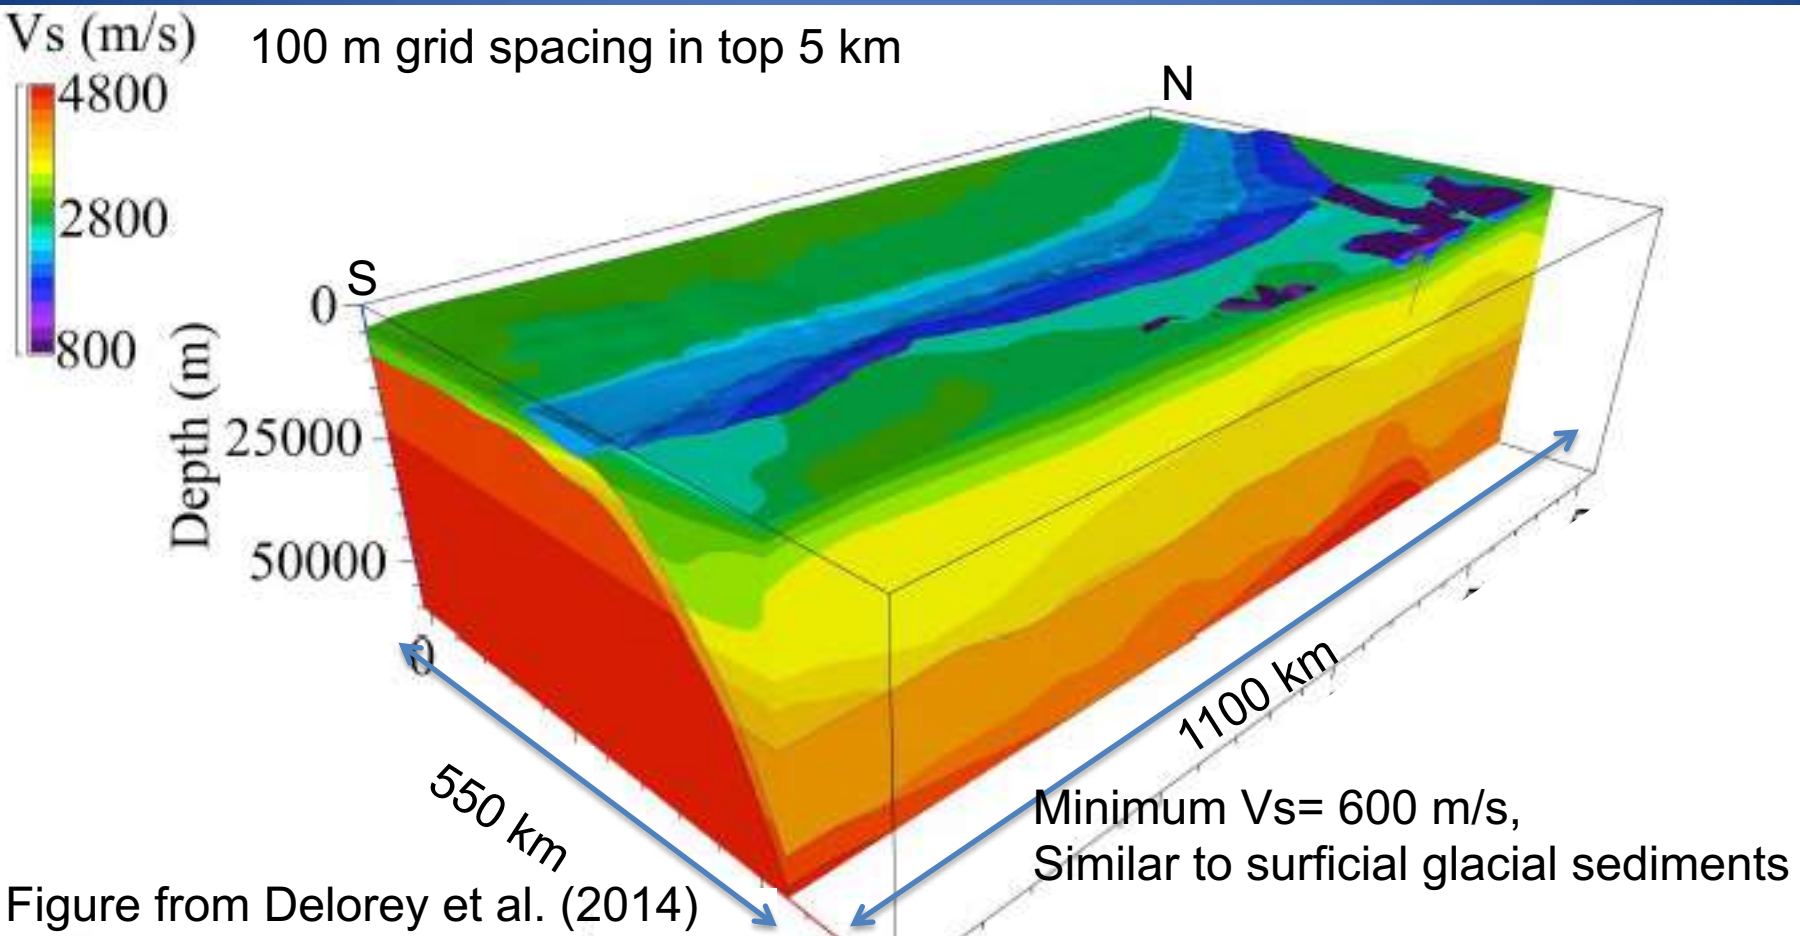 Vs (m/s)
100 m grid spacing in top 5 km
4800
2800
800
N
S
0
25000
50000
Depth (m)
0
550 km
1100 km
Minimum Vs= 600 m/s,
Similar to surficial glacial sediments
Figure from Delorey et al. (2014)